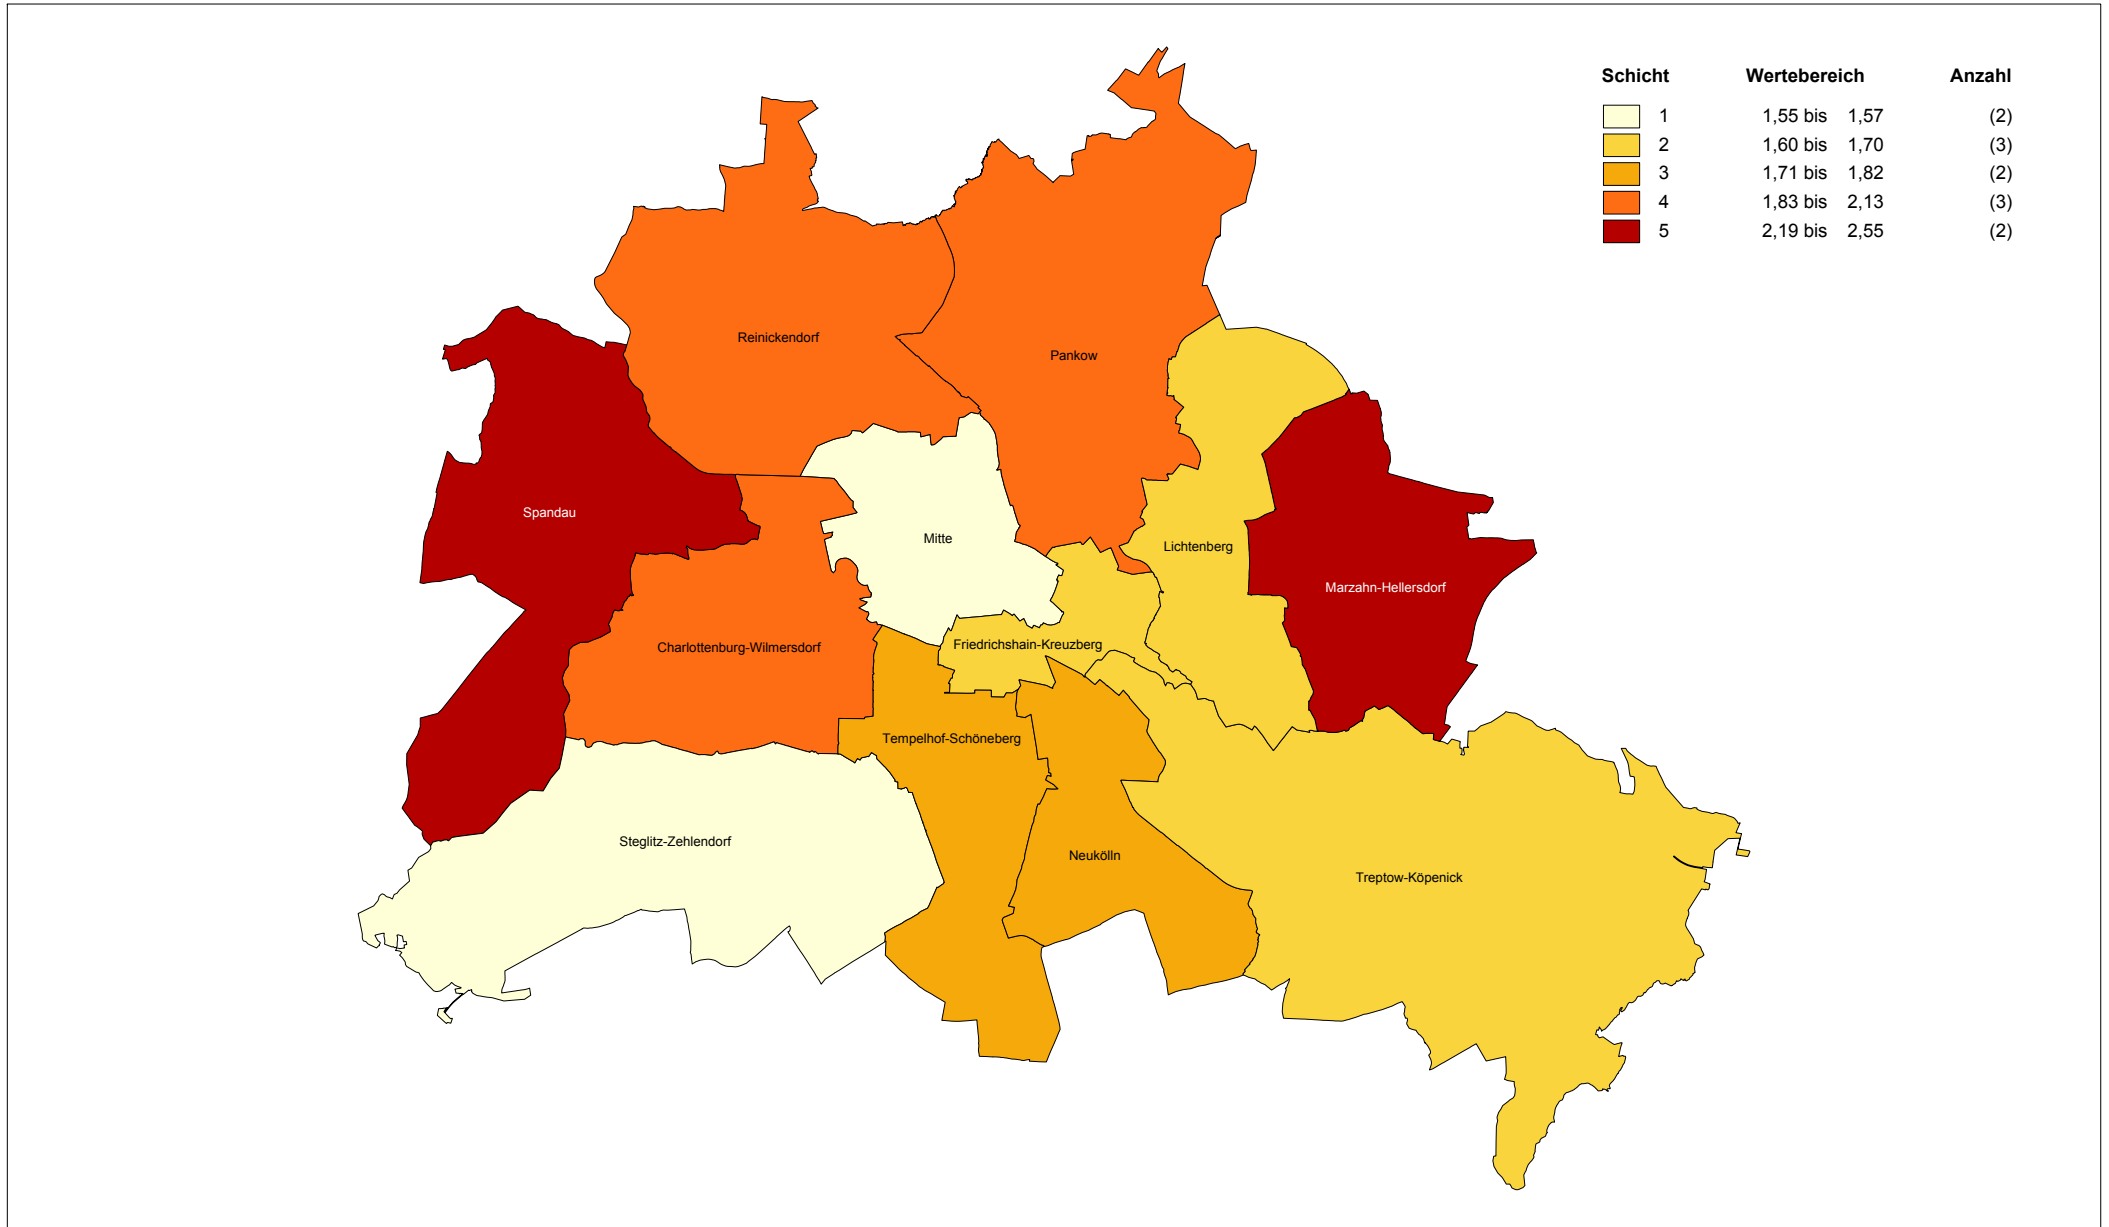 Schicht Wertebereich Anzahl
1 1,55 bis 1,57 (2)
2 1,60 bis 1,70 (3)
3 1,71 bis 1,82 (2)
4 1,83 bis 2,13 (3)
5 2,19 bis 2,55 (2)
Reinickendorf
Pankow
Spandau
Mitte
Lichtenberg
Marzahn-Hellersdorf
Charlottenburg-Wilmersdorf
Friedrichshain-Kreuzberg
Tempelhof-Schöneberg
Steglitz-Zehlendorf
Neukölln
Treptow-Köpenick